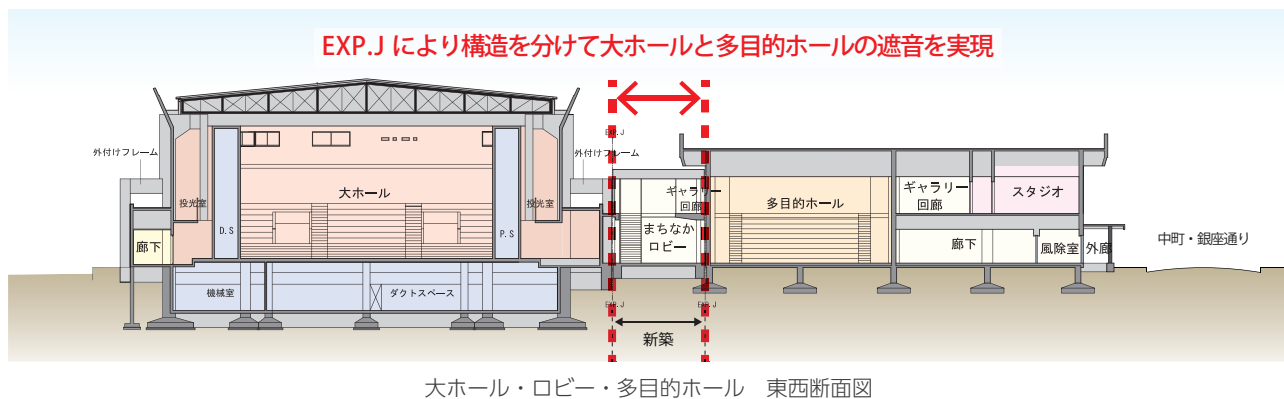 EXP.J により構造を分けて大ホールと多目的ホールの遮音を実現
EXP.J
外付けフレーム
外付けフレーム
大ホール
投光室
投光室
D.S
P.S
廊下
機械室
ダクトスペース
ギャラリー
回廊
まちなか
ロビー
多目的ホール
ギャラリー
回廊
スタジオ
廊下
風除室
外廊
中町・銀座通り
EXP.J
EXP.J
新築
大ホール・ロビー・多目的ホール 東西断面図